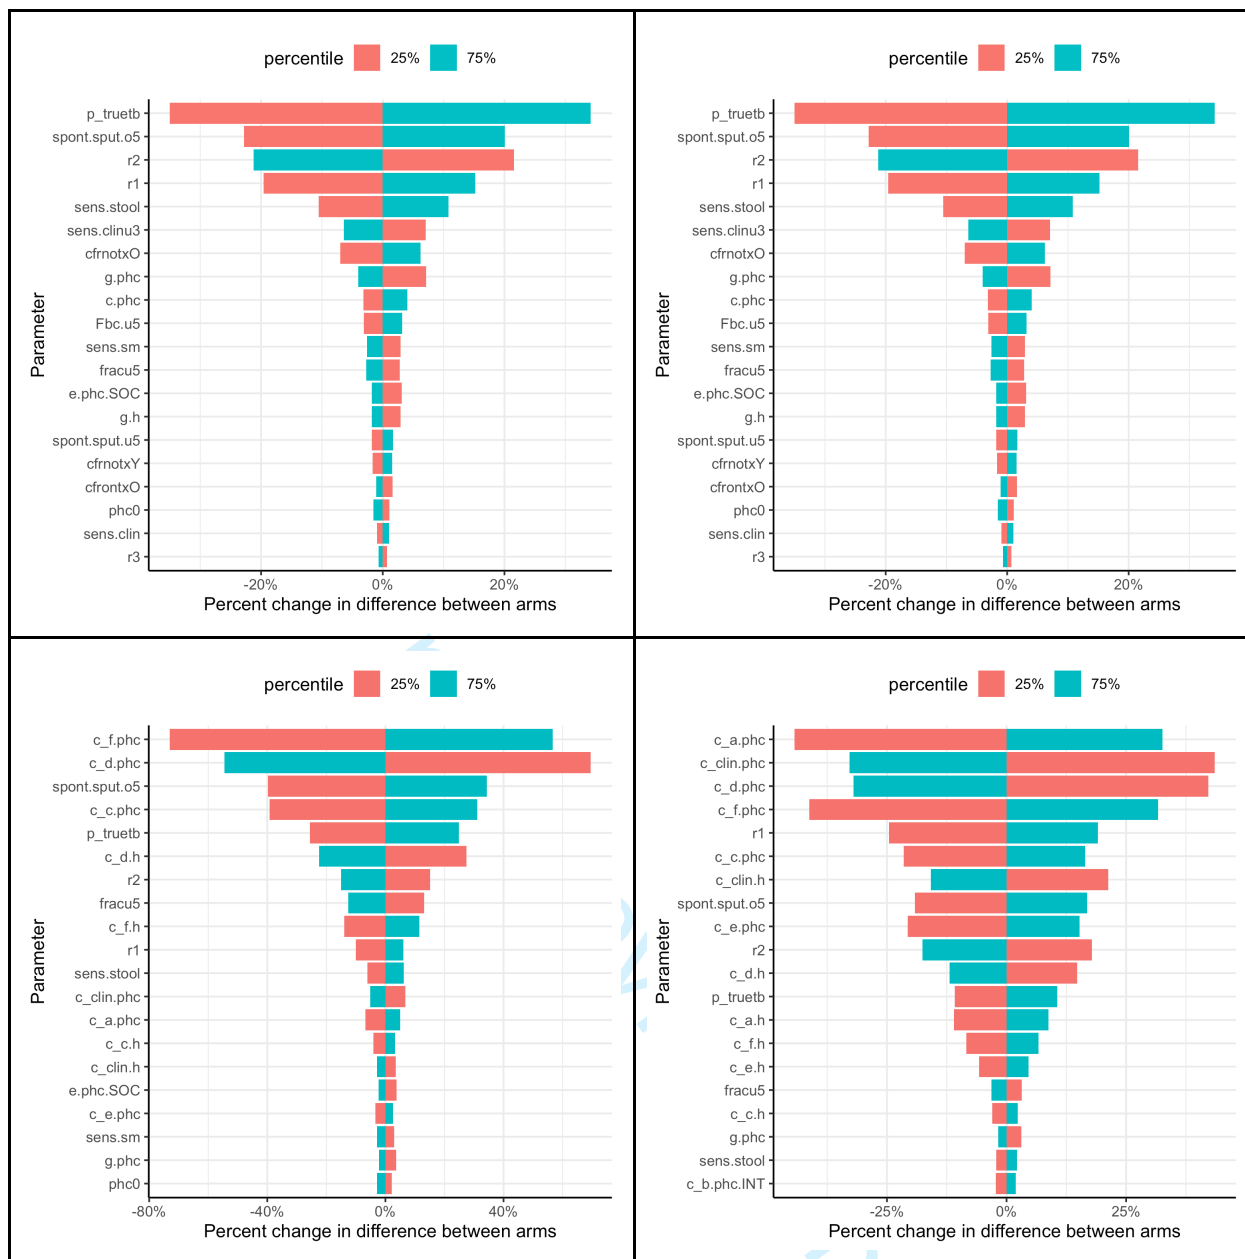 percentile 25% 75%
p_truetb
spont.sput.o5
r2
r1
sens.stool
sens.clinu3
cfrnotxO
g.phc
c.phc
Fbc.u5
sens.sm
fracu5
e.phc.SOC
g.h
spont.sput.u5
cfrnotxY
cfrontxO
phc0
sens.clin
r3
Parameter
-20% 0% 20%
Percent change in difference between arms
percentile 25% 75%
p_truetb
spont.sput.o5
r2
r1
sens.stool
sens.clinu3
cfrnotxO
g.phc
c.phc
Fbc.u5
sens.sm
fracu5
e.phc.SOC
g.h
spont.sput.u5
cfrnotxY
cfrontxO
phc0
sens.clin
r3
Parameter
-20% 0% 20%
Percent change in difference between arms
percentile 25% 75%
c_f.phc
c_d.phc
spont.sput.o5
c_c.phc
p_truetb
c_d.h
r2
fracu5
c_f.h
r1
sens.stool
c_clin.phc
c_a.phc
c_c.h
c_clin.h
e.phc.SOC
c_e.phc
sens.sm
g.phc
phc0
Parameter
-80% -40% 0% 40%
Percent change in difference between arms
percentile 25% 75%
c_a.phc
c_clin.phc
c_d.phc
c_f.phc
r1
c_c.phc
c_clin.h
spont.sput.o5
c_e.phc
r2
c_d.h
p_truetb
c_a.h
c_f.h
c_e.h
fracu5
c_c.h
g.phc
sens.stool
c_b.phc.INT
Parameter
-25% 0% 25%
Percent change in difference between arms